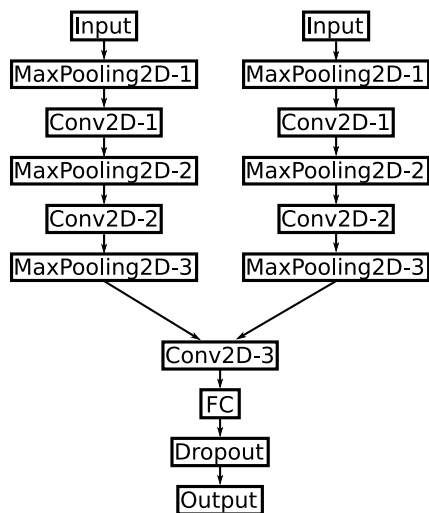 Input
MaxPooling2D-1
Conv2D-1
MaxPooling2D-2
Conv2D-2
MaxPooling2D-3
Input
MaxPooling2D-1
Conv2D-1
MaxPooling2D-2
Conv2D-2
MaxPooling2D-3
Conv2D-3
FC
Dropout
Output